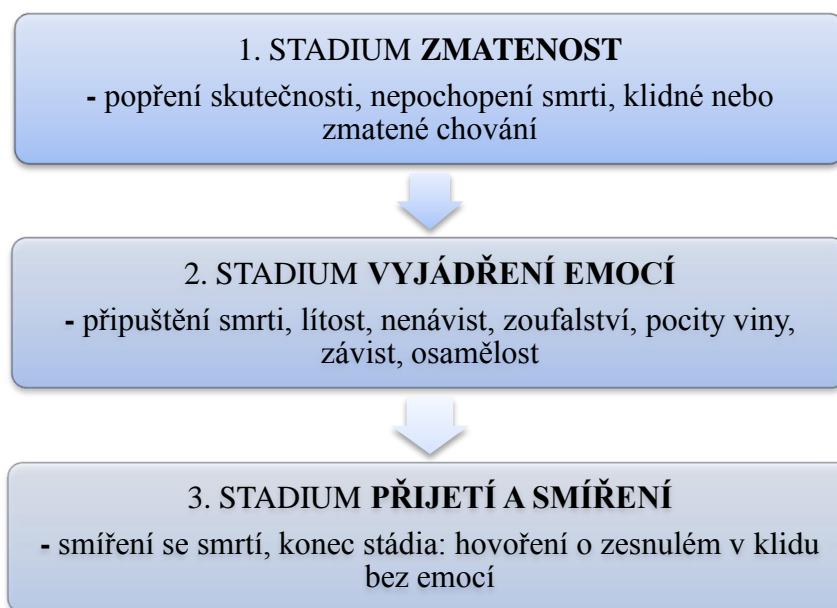 1. STADIUM ZMATENOST
- popření skutečnosti, nepochopení smrti, klidné nebo
zmatené chování
2. STADIUM VYJÁDŘENÍ EMOCÍ
- připuštění smrti, lítost, nenávist, zoufalství, pocity viny,
závist, osamělost
3. STADIUM PŘIJETÍ A SMÍŘENÍ
- smíření se smrtí, konec stádia: hovoření o zesnulém v klidu
bez emocí